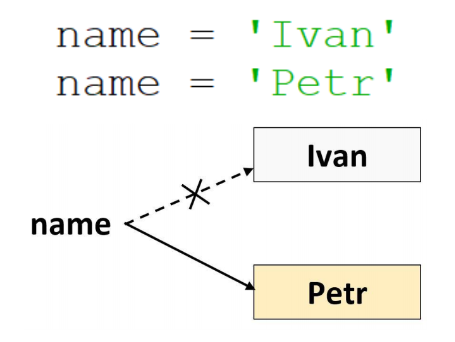 name = 'Ivan'
name = 'Petr'
Ivan
name
Petr